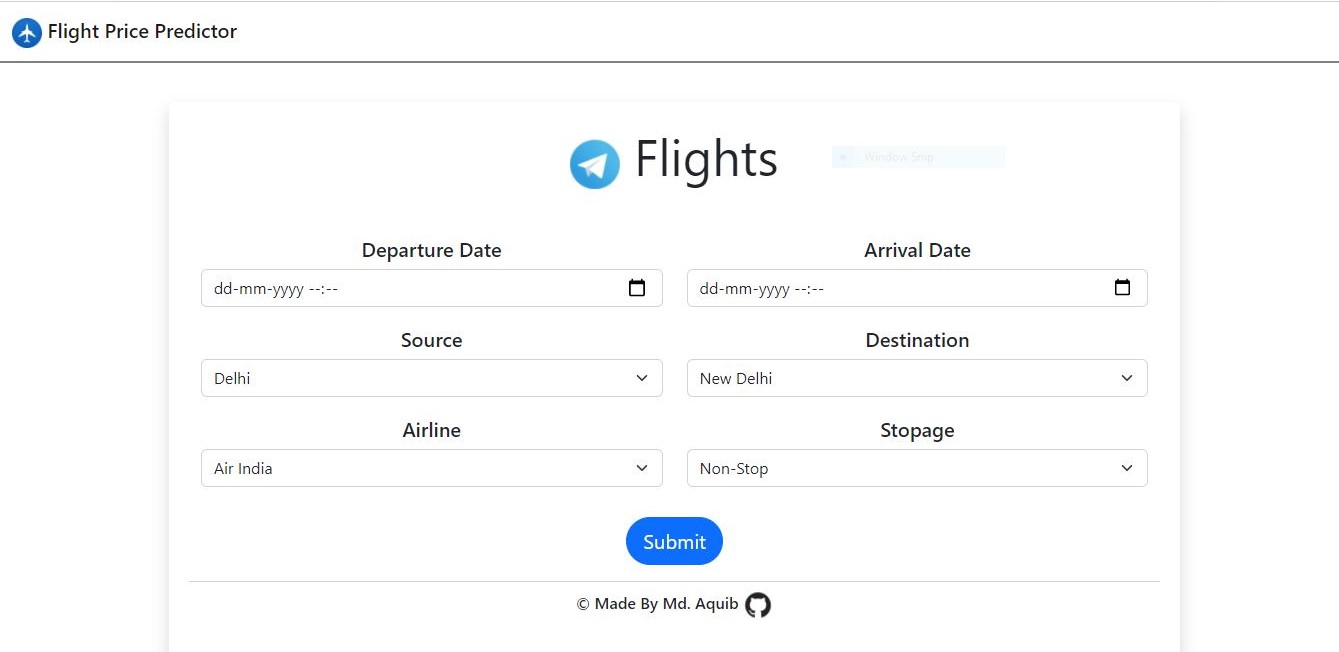 Flight Price Predictor
Flights
Window Snip
Departure Date Arrival Date
dd-mm-yyyy --:-- dd-mm-yyyy --:--
Source Destination
Delhi New Delhi
Airline Stopage
Air India Non-Stop
Submit
© Made By Md. Aquib